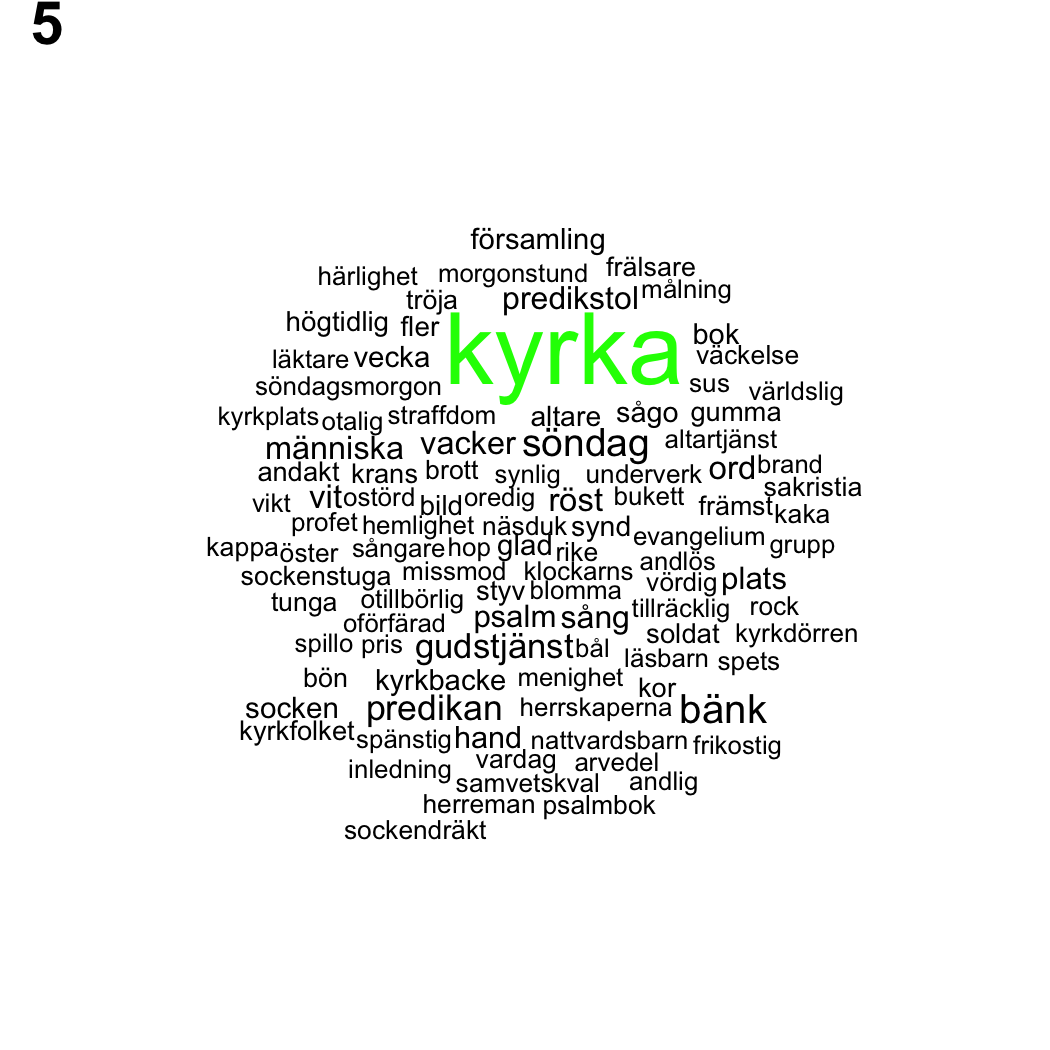 5
församling
härlighet morgonstund frälsare
tröja predikstol målning
högtidlig fler kyrka bok
läktare vecka väckelse
söndagsmorgon sus världslig
kyrkplats otalig straffdom altare sågo gumma
människa vacker söndag altartjänst
andakt krans brott synlig underverk ord brand
vikt vit ostörd bild oredig röst bukett främst sakristia
profet hemlighet näsduk synd evangelium kaka
kappa öster sångare hop glad rike andlös grupp
sockenstuga missmod klockarns vördig plats
tunga otillbörlig styv blomma tillräcklig rock
oförfärad psalm sång soldat kyrkdörren
spillo pris gudstjänst bål läsbarn spets
bön kyrkbacke menighet kor
socken predikan herrskaperna bänk
kyrkfolket spänstig hand nattvardsbarn frikostig
inledning vardag arvedel
samvetskval andlig
herreman psalmbok
sockendräkt